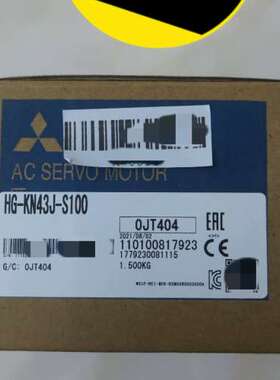 AC SERVO MOTOR
HG-KN43J-S100
0JT404
EAC
2021/08/02
110100817923
CE
1779230081115
G/C: 0JT404
1.500KG